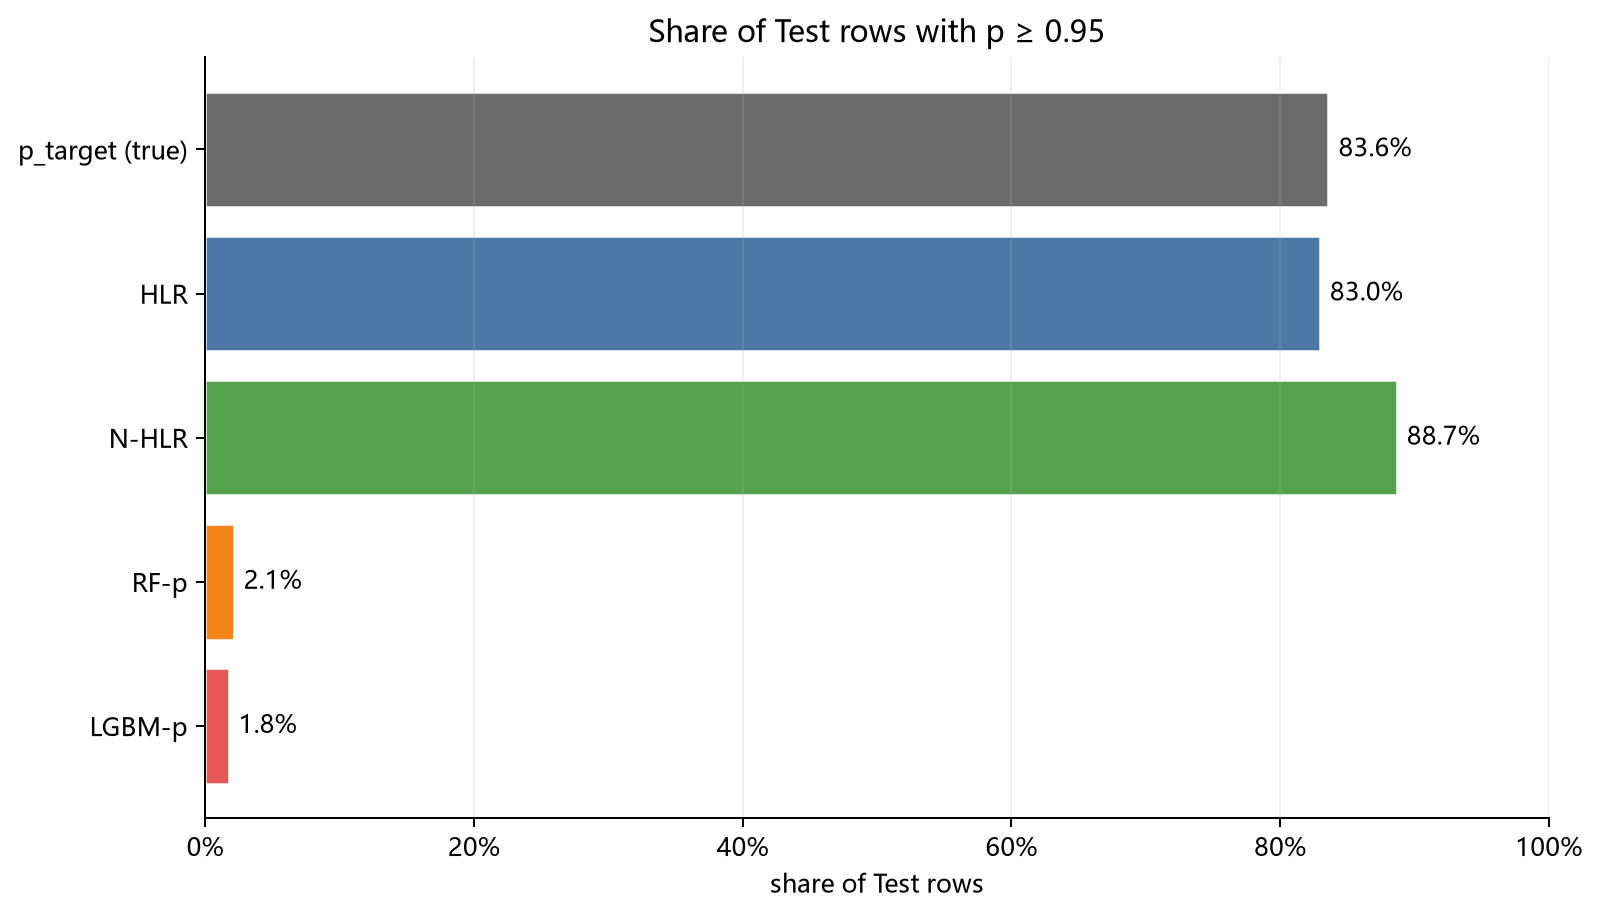 Share of Test rows with p ≥ 0.95
p_target (true)
83.6%
HLR
83.0%
N-HLR
88.7%
RF-p
2.1%
LGBM-p
1.8%
0% 20% 40% 60% 80% 100%
share of Test rows